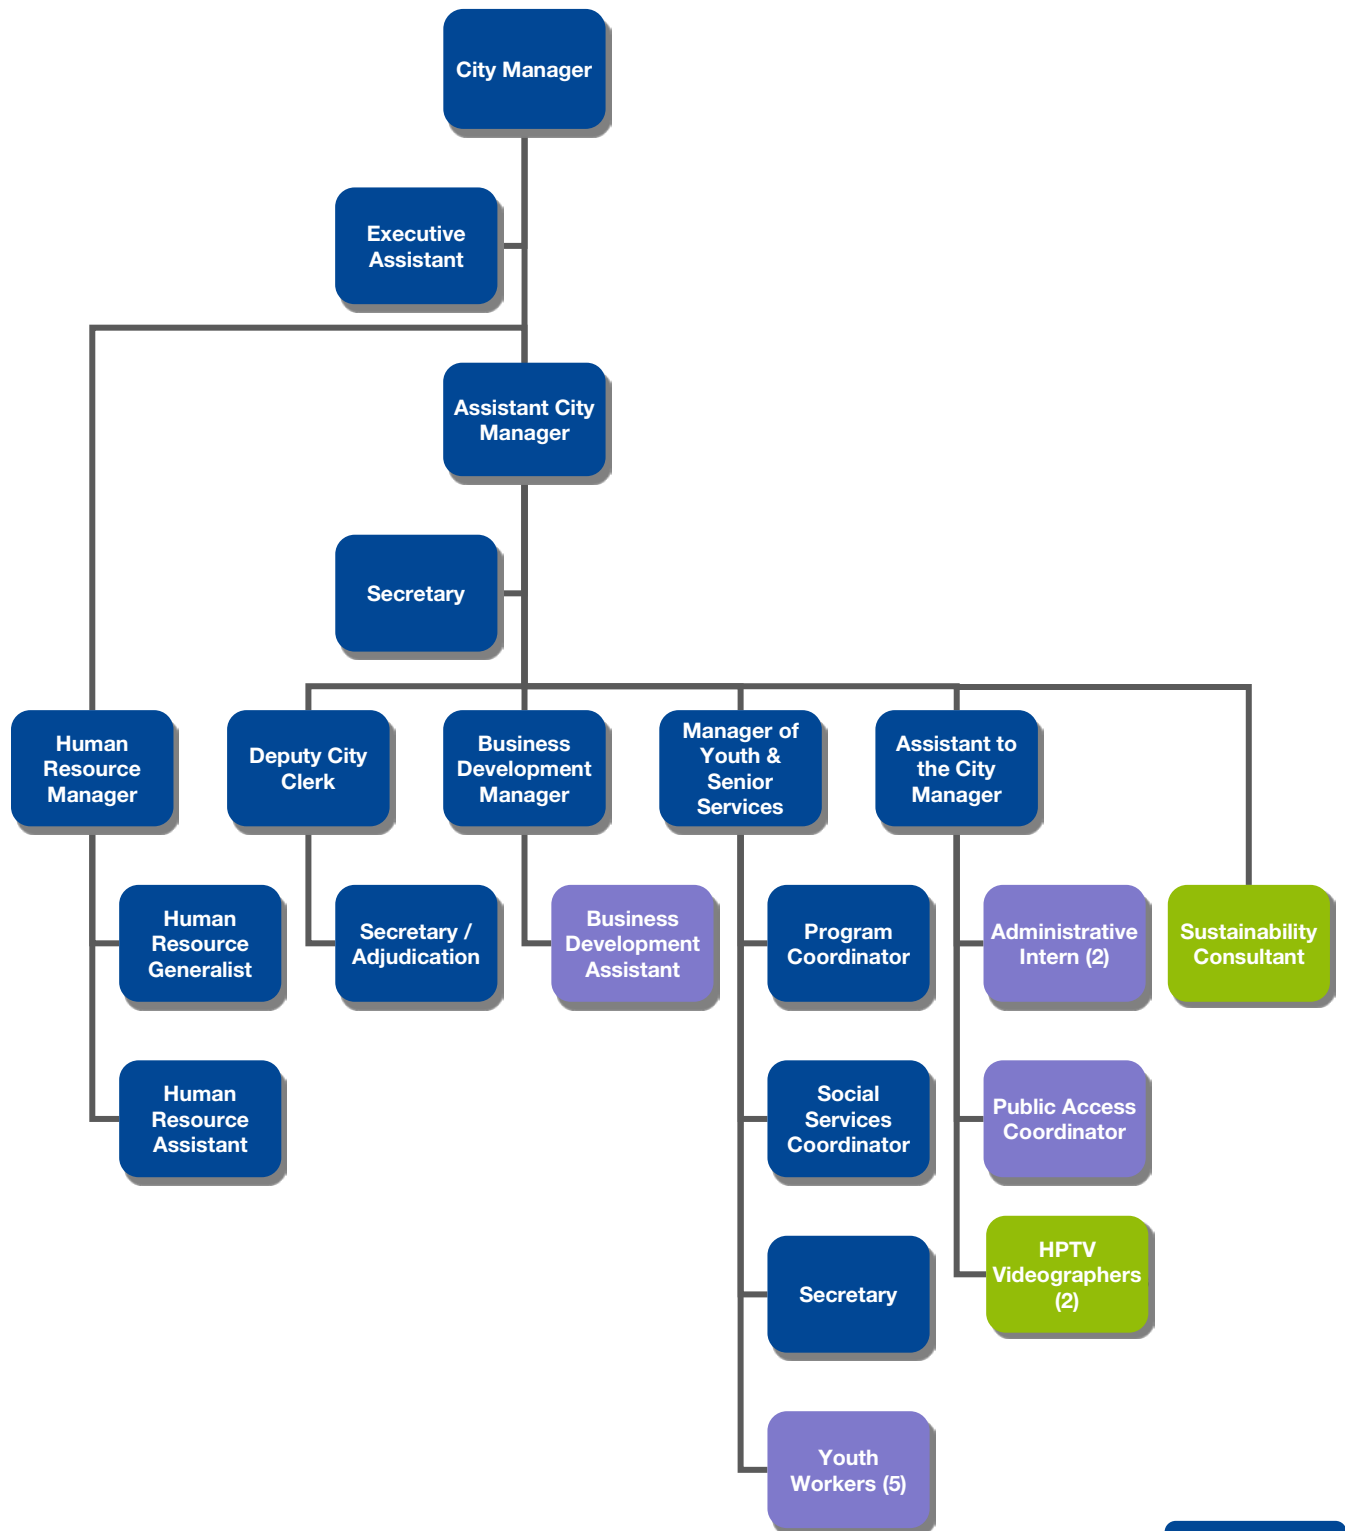 City Manager
Executive
Assistant
Assistant City
Manager
Secretary
Human
Resource
Manager
Deputy City
Clerk
Business
Development
Manager
Manager of
Youth &
Senior
Services
Assistant to
the City
Manager
Human
Resource
Generalist
Secretary /
Adjudication
Business
Development
Assistant
Program
Coordinator
Administrative
Intern (2)
Sustainability
Consultant
Human
Resource
Assistant
Social
Services
Coordinator
Public Access
Coordinator
Secretary
HPTV
Videographers
(2)
Youth
Workers (5)